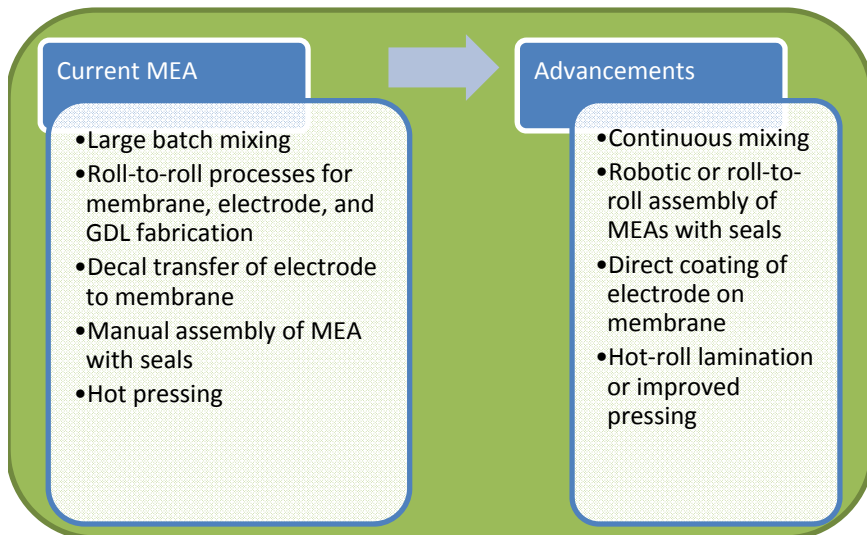 Current MEA
•Large batch mixing
•Roll-to-roll processes for
membrane, electrode, and
GDL fabrication
•Decal transfer of electrode
to membrane
•Manual assembly of MEA
with seals
•Hot pressing
Advancements
•Continuous mixing
•Robotic or roll-to-
roll assembly of
MEAs with seals
•Direct coating of
electrode on
membrane
•Hot-roll lamination
or improved
pressing